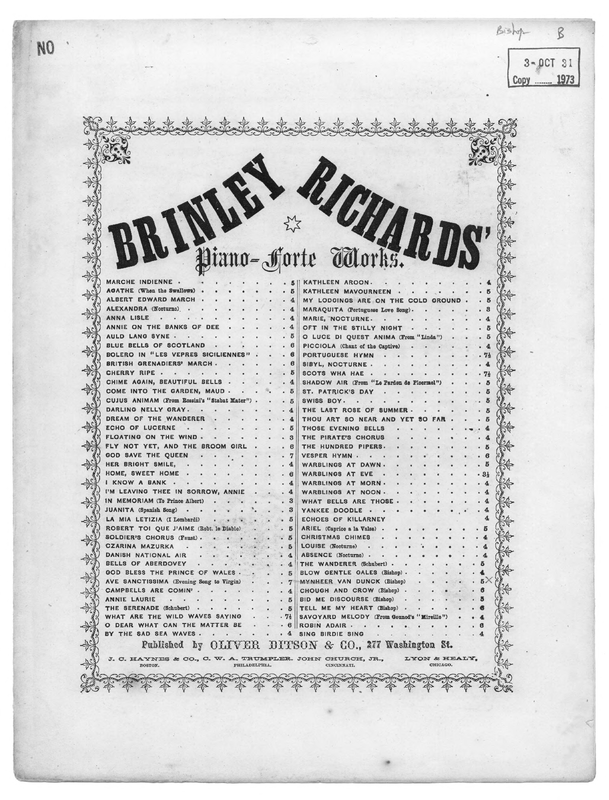 NO
Bishop B
3-OCT 31
Copy ........ 1973
BRINLEY RICHARDS'
Piano-Forte Works.
MARCHE INDIENNE 5
AGATHE (When the Swallows) 5
ALBERT EDWARD MARCH 4
ALEXANDRA (Nocturne) 4
ANNA LISLE 4
ANNIE ON THE BANKS OF DEE 4
AULD LANG SYNE 5
BLUE BELLS OF SCOTLAND 6
BOLERO IN "LES VEPRES SICILIENNES" 6
BRITISH GRENADIERS' MARCH 6
CHERRY RIPE 5
CHIME AGAIN, BEAUTIFUL BELLS 4
COME INTO THE GARDEN, MAUD 5
CUJUS ANIMAM (From Rossini's "Stabat Mater") 5
DARLING NELLY GRAY 4
DREAM OF THE WANDERER 4
ECHO OF LUCERNE 5
FLOATING ON THE WIND 3
FLY NOT YET, AND THE BROOM GIRL 6
GOD SAVE THE QUEEN 7
HER BRIGHT SMILE, 4
HOME, SWEET HOME 6
I KNOW A BANK 4
I'M LEAVING THEE IN SORROW, ANNIE 4
IN MEMORIAM (To Prince Albert) 3
JUANITA (Spanish Song) 3
LA MIA LETIZIA (I Lombardi) 5
ROBERT TOI QUE J'AIME (Robt. le Diable) 5
SOLDIER'S CHORUS (Faust) 5
CZARINA MAZURKA 5
DANISH NATIONAL AIR 4
BELLS OF ABERDOVEY 4
GOD BLESS THE PRINCE OF WALES 5
AVE SANCTISSIMA (Evening Song to Virgin) 7
CAMPBELLS ARE COMIN' 4
ANNIE LAURIE 5
THE SERENADE (Schubert) 5
WHAT ARE THE WILD WAVES SAYING 7½
O DEAR WHAT CAN THE MATTER BE 6
BY THE SAD SEA WAVES 4
KATHLEEN AROON 4
KATHLEEN MAVOURNEEN 5
MY LODGINGS ARE ON THE COLD GROUND 5
MARAQUITA (Portuguese Love Song) 3
MARIE, NOCTURNE 4
OFT IN THE STILLY NIGHT 5
O LUCE DI QUEST ANIMA (From "Linda") 5
PICCIOLA (Chant of the Captive) 4
PORTUGUESE HYMN 7½
SIBYL, NOCTURNE 4
SCOTS WHA HAE 7½
SHADOW AIR (From "Le Pardon de Ploermel") 5
ST. PATRICK'S DAY 5
SWISS BOY 5
THE LAST ROSE OF SUMMER 5
THOU ART SO NEAR AND YET SO FAR 5
THOSE EVENING BELLS 4
THE PIRATE'S CHORUS 4
THE HUNDRED PIPERS 5
VESPER HYMN 6
WARBLINGS AT DAWN 5
WARBLINGS AT EVE 3½
WARBLINGS AT MORN 4
WARBLINGS AT NOON 4
WHAT BELLS ARE THOSE 4
YANKEE DOODLE 4
ECHOES OF KILLARNEY 4
ARIEL (Caprice a la Valse) 5
CHRISTMAS CHIMES 4
LOUISE (Nocturne) 4
ABSENCE (Nocturne) 4
THE WANDERER (Schubert) 5
SLOW GENTLE GALES (Bishop) 4
MYNHEER VAN DUNCK (Bishop) 5
CHOUGH AND CROW (Bishop) 6
BID ME DISCOURSE (Bishop) 5
TELL ME MY HEART (Bishop) 6
SAVOYARD MELODY (From Gounod's "Mireille") 4
ROBIN ADAIR 6
SING BIRDIE SING 4
Published by OLIVER DITSON & CO., 277 Washington St.
J. C. HAYNES & CO., C. W. A. TRUMPLER. JOHN CHURCH, JR., LYON & HEALY,
BOSTON. PHILADELPHIA. CINCINNATI. CHICAGO.